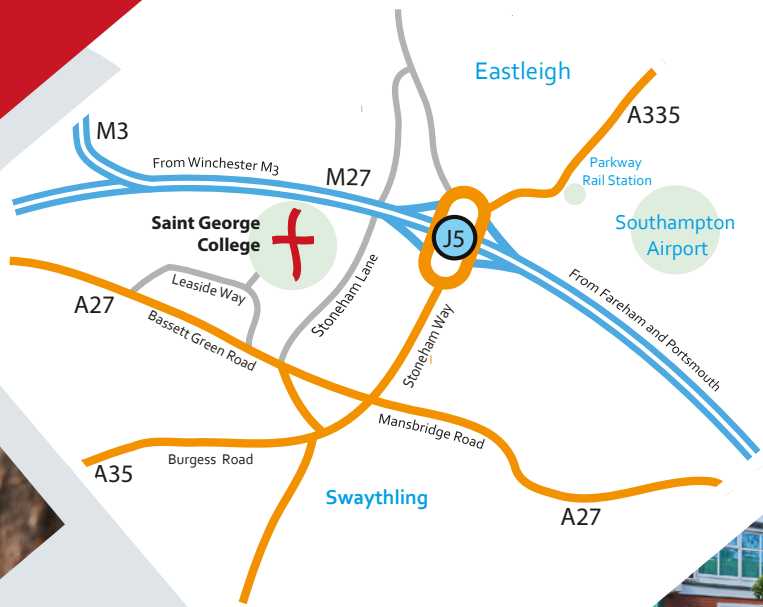 Eastleigh
A335
M3
From Winchester M3
M27
Parkway
Rail Station
Saint George
College
J5
Southampton
Airport
Leaside Way
Stoneham Lane
A27
Bassett Green Road
Stoneham Way
From Fareham and Portsmouth
Mansbridge Road
Burgess Road
A35
Swaythling
A27